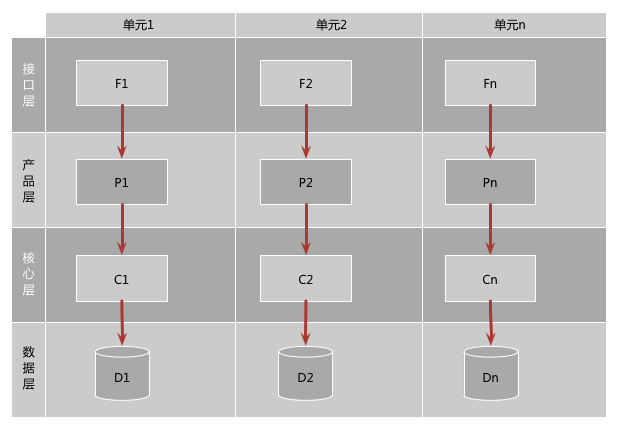 单元1 单元2 单元n
接口层 F1 F2 Fn
产品层 P1 P2 Pn
核心层 C1 C2 Cn
数据层 D1 D2 Dn